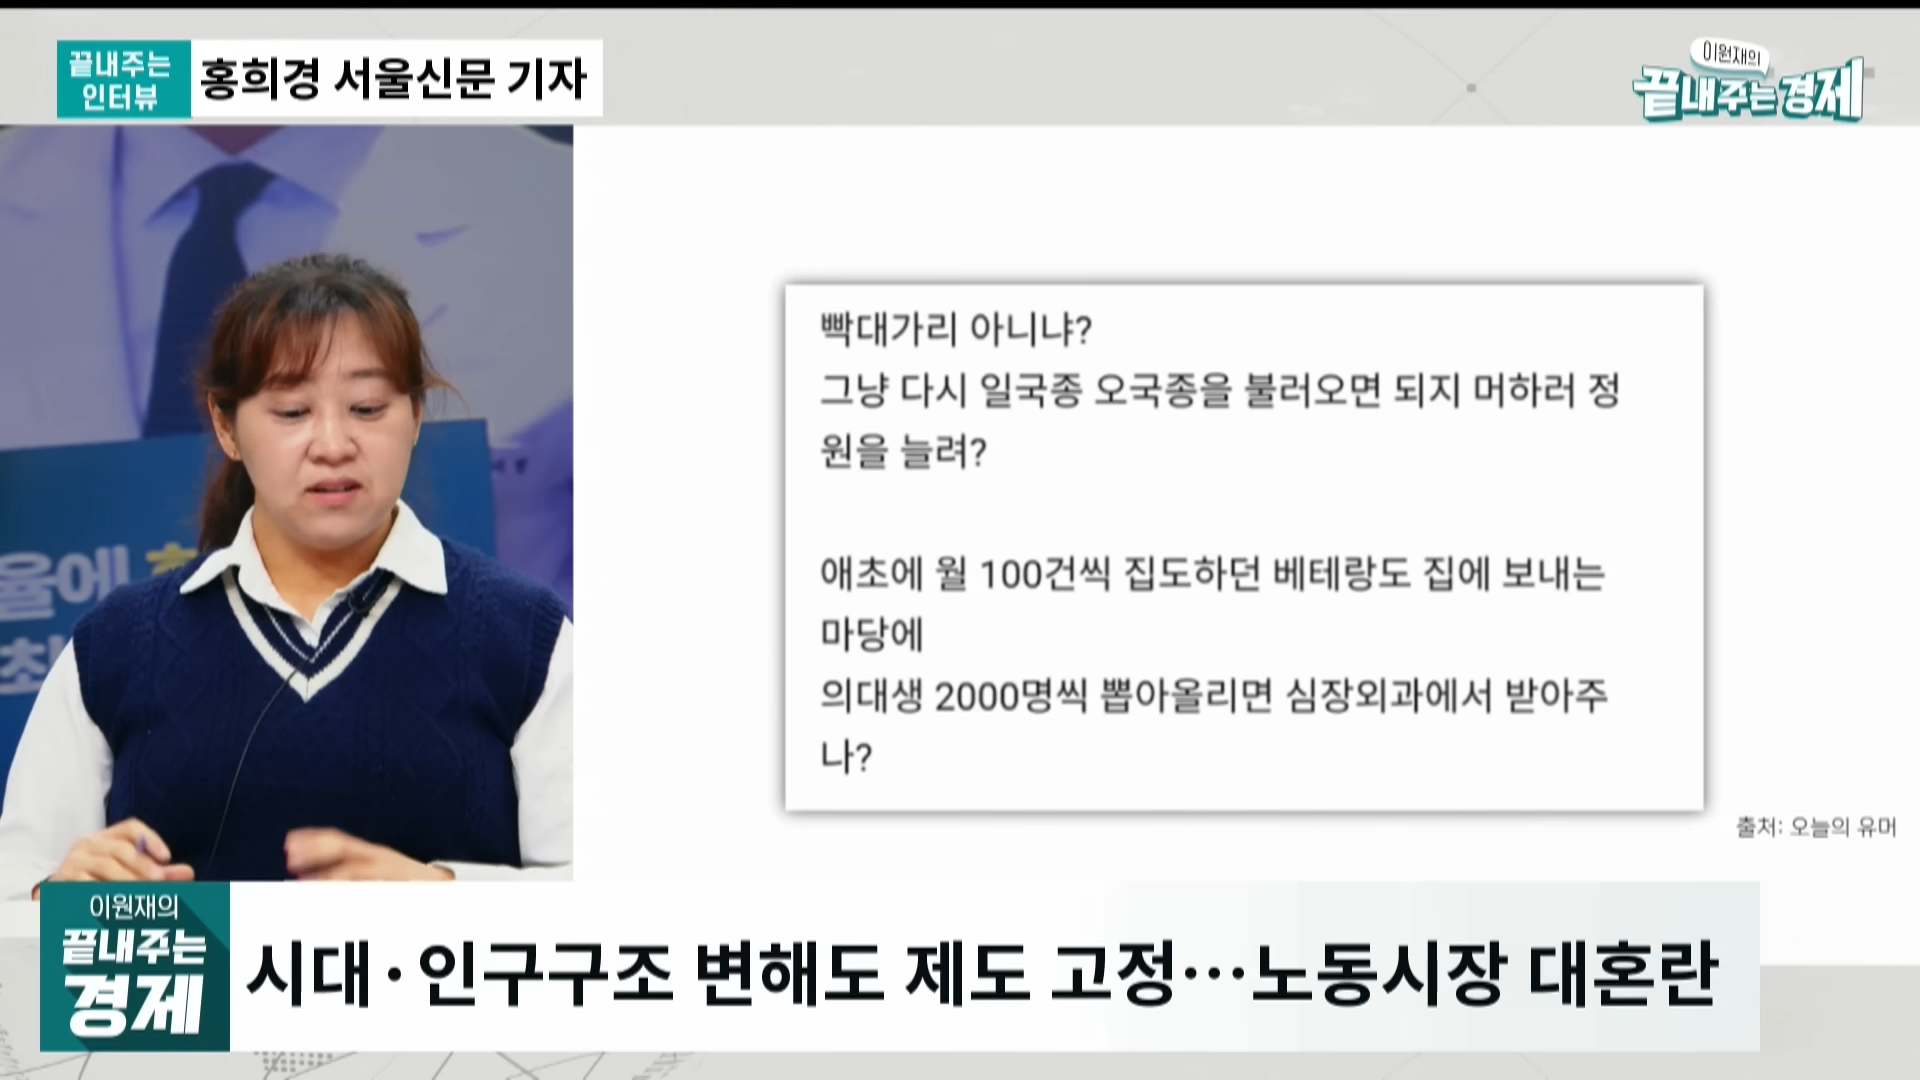 끝내주는
인터뷰
홍희경 서울신문 기자
이원재의
끝내주는 경제
빡대가리 아니냐?
그냥 다시 일국종 오국종을 불러오면 되지 머하러 정
원을 늘려?
애초에 월 100건씩 집도하던 베테랑도 집에 보내는
마당에
의대생 2000명씩 뽑아올리면 심장외과에서 받아주
나?
출처: 오늘의 유머
율에
이원재의
끝내주는
경제
시대·인구구조 변해도 제도 고정…노동시장 대혼란